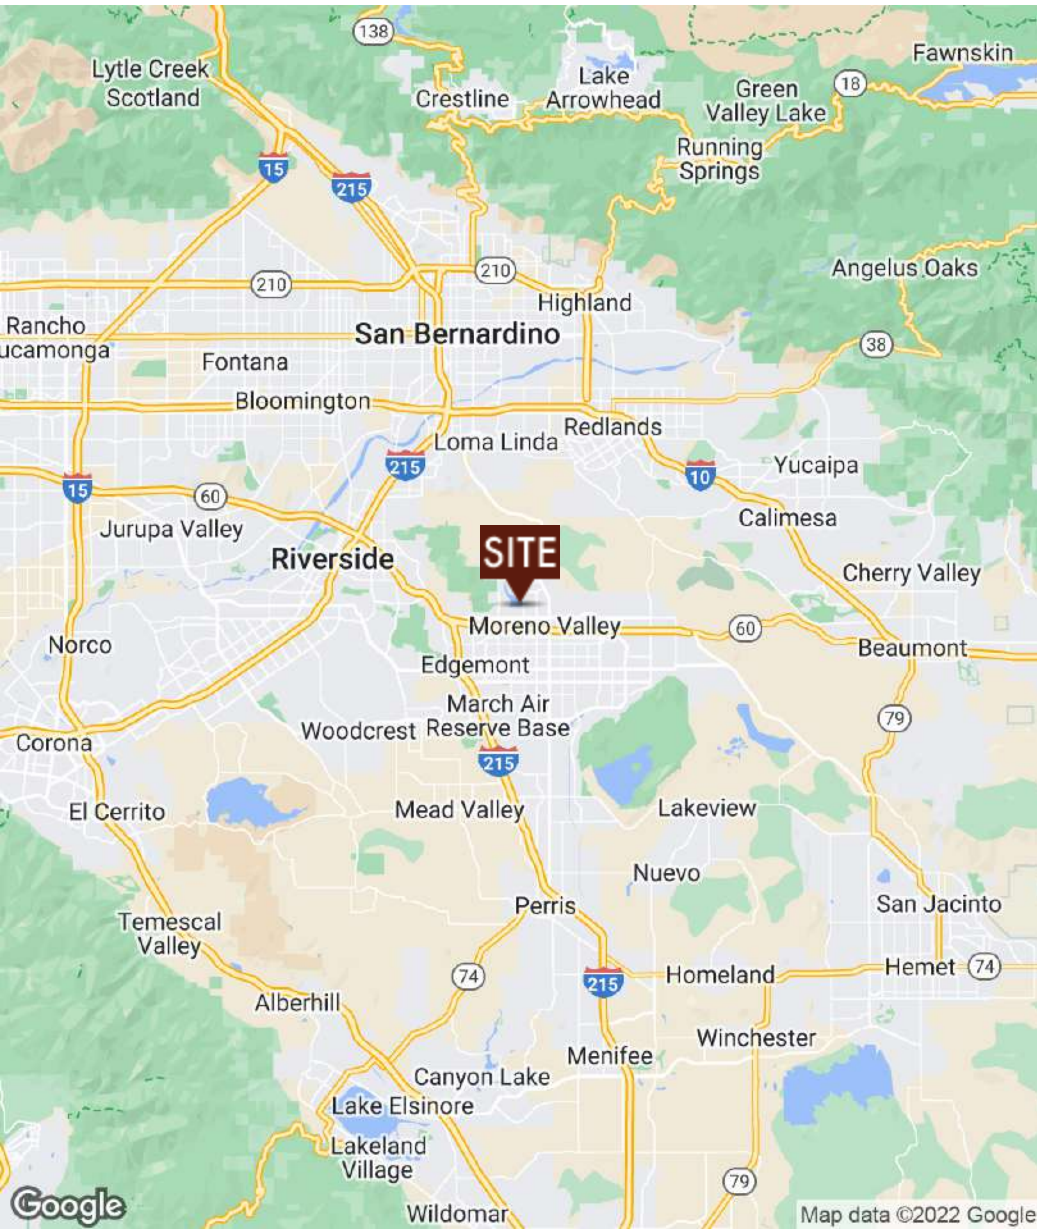 138
Fawnskin
Lytle Creek
Scotland
Lake
Arrowhead
Crestline
18
Green
Valley Lake
Running
Springs
15
215
210
210
Angelus Oaks
Highland
Rancho
ucamonga
San Bernardino
38
Fontana
Bloomington
Redlands
Loma Linda
215
Yucaipa
10
15
60
Calimesa
Jurupa Valley
SITE
Riverside
Cherry Valley
Moreno Valley
60
Norco
Beaumont
Edgemont
March Air
Reserve Base
79
Woodcrest
Corona
215
El Cerrito
Mead Valley
Lakeview
Nuevo
Perris
San Jacinto
Temescal
Valley
74
215
Homeland
Hemet
74
Alberhill
Winchester
Menifee
Canyon Lake
Lake Elsinore
Lakeland
Village
79
Wildomar
Google
Map data ©2022 Google